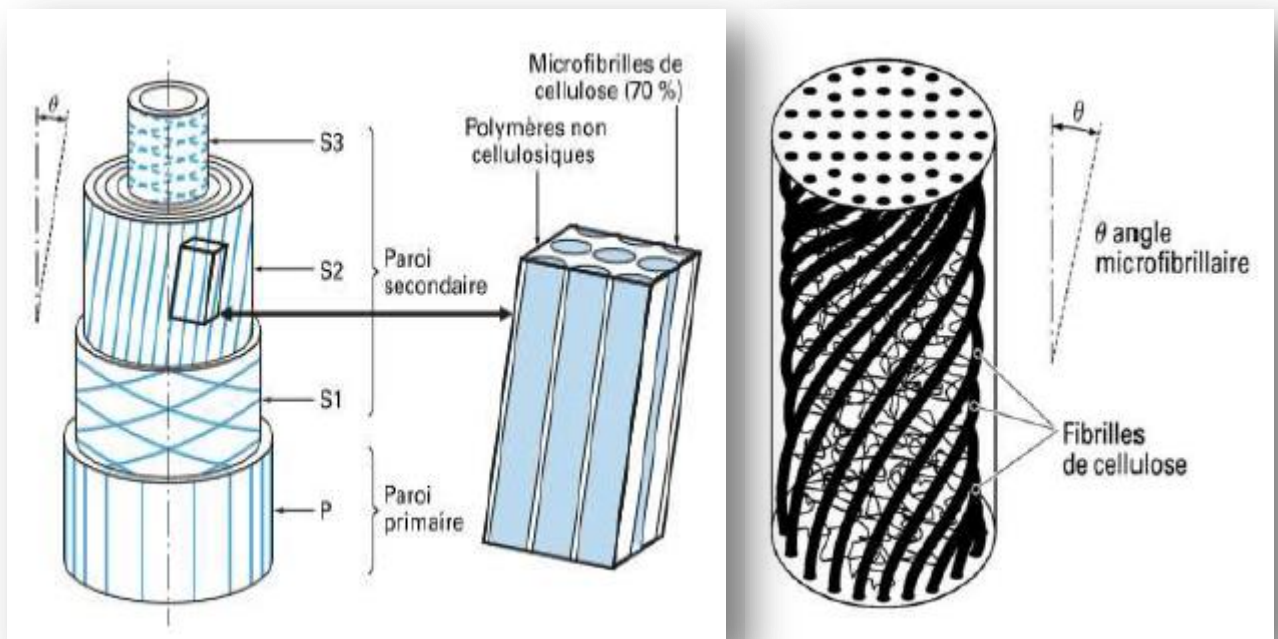 θ
S3
S2
S1
P
Paroi
secondaire
Paroi
primaire
Microfibrilles de
cellulose (70 %)
Polymères non
cellulosiques
θ
θ angle
microfibrillaire
Fibrilles
de cellulose